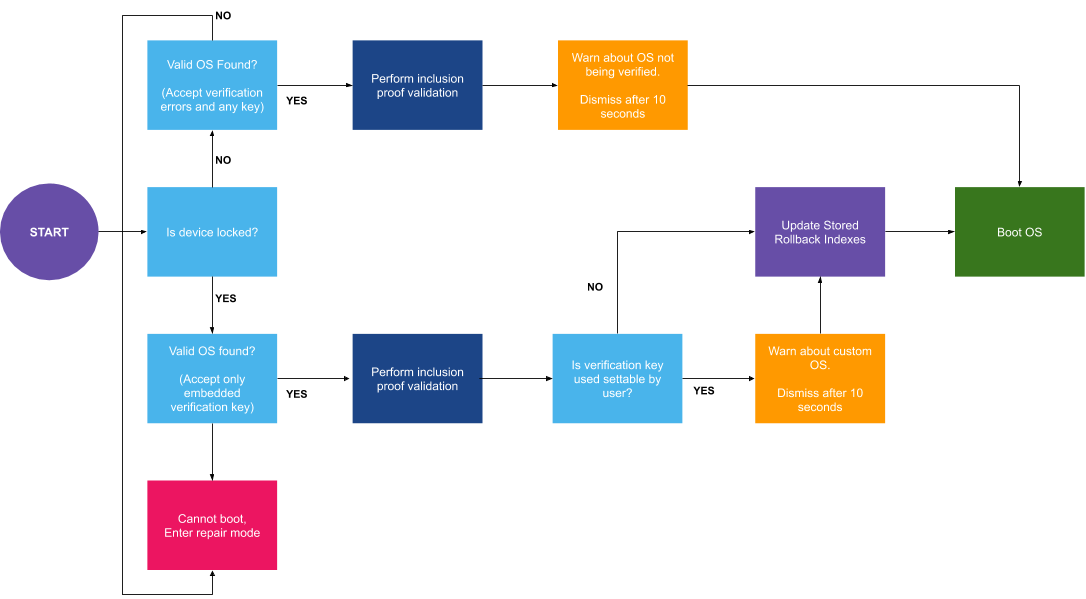 NO
Valid OS Found?
(Accept verification
errors and any key)
YES
Perform inclusion
proof validation
Warn about OS not
being verified.
Dismiss after 10
seconds
NO
START
Is device locked?
Update Stored
Rollback Indexes
Boot OS
YES
NO
Valid OS found?
(Accept only
embedded
verification key)
YES
Perform inclusion
proof validation
Is verification key
used settable by
user?
YES
Warn about custom
OS.
Dismiss after 10
seconds
Cannot boot,
Enter repair mode